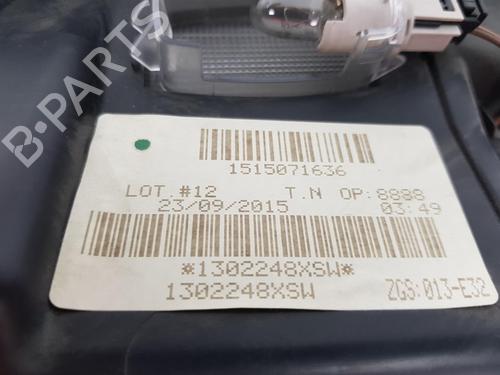 B-PARTS
1515071636
LOT.#12 T.N OP:8888
23/09/2015 03:49
*1302248XSW*
1302248XSW ZGS:013-E32